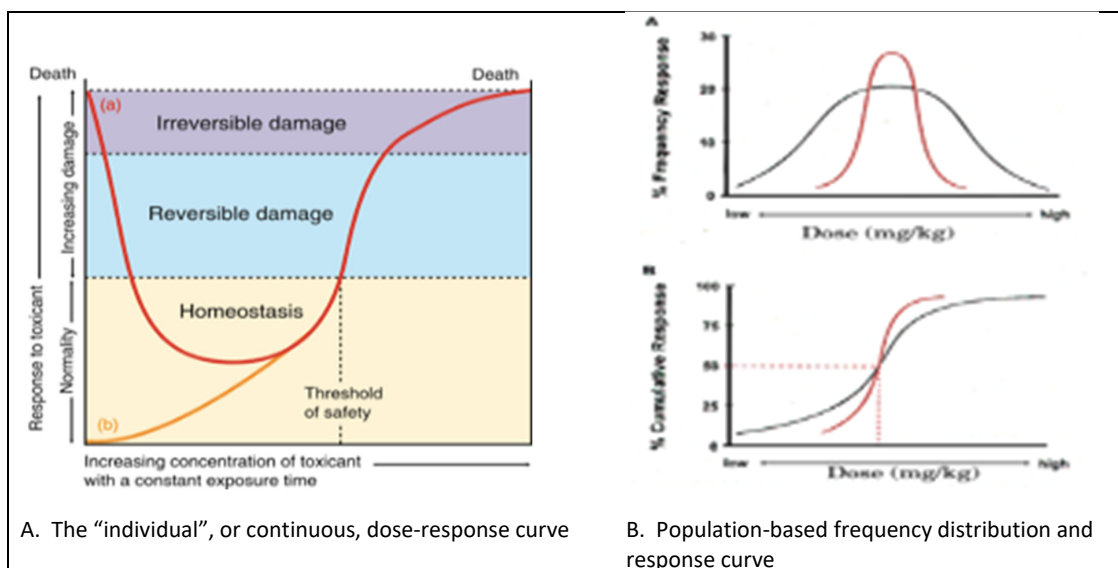 Death
Death
(a)
Irreversible damage
Reversible damage
Homeostasis
Threshold
of safety
(b)
Response to toxicant
Normality
Increasing damage
Increasing concentration of toxicant
with a constant exposure time
A. The “individual”, or continuous, dose-response curve
A
% Frequency Response
30
20
10
0
low
high
Dose (mg/kg)
B
% Cumulative Response
100
75
50
25
0
low
high
Dose (mg/kg)
B. Population-based frequency distribution and
response curve